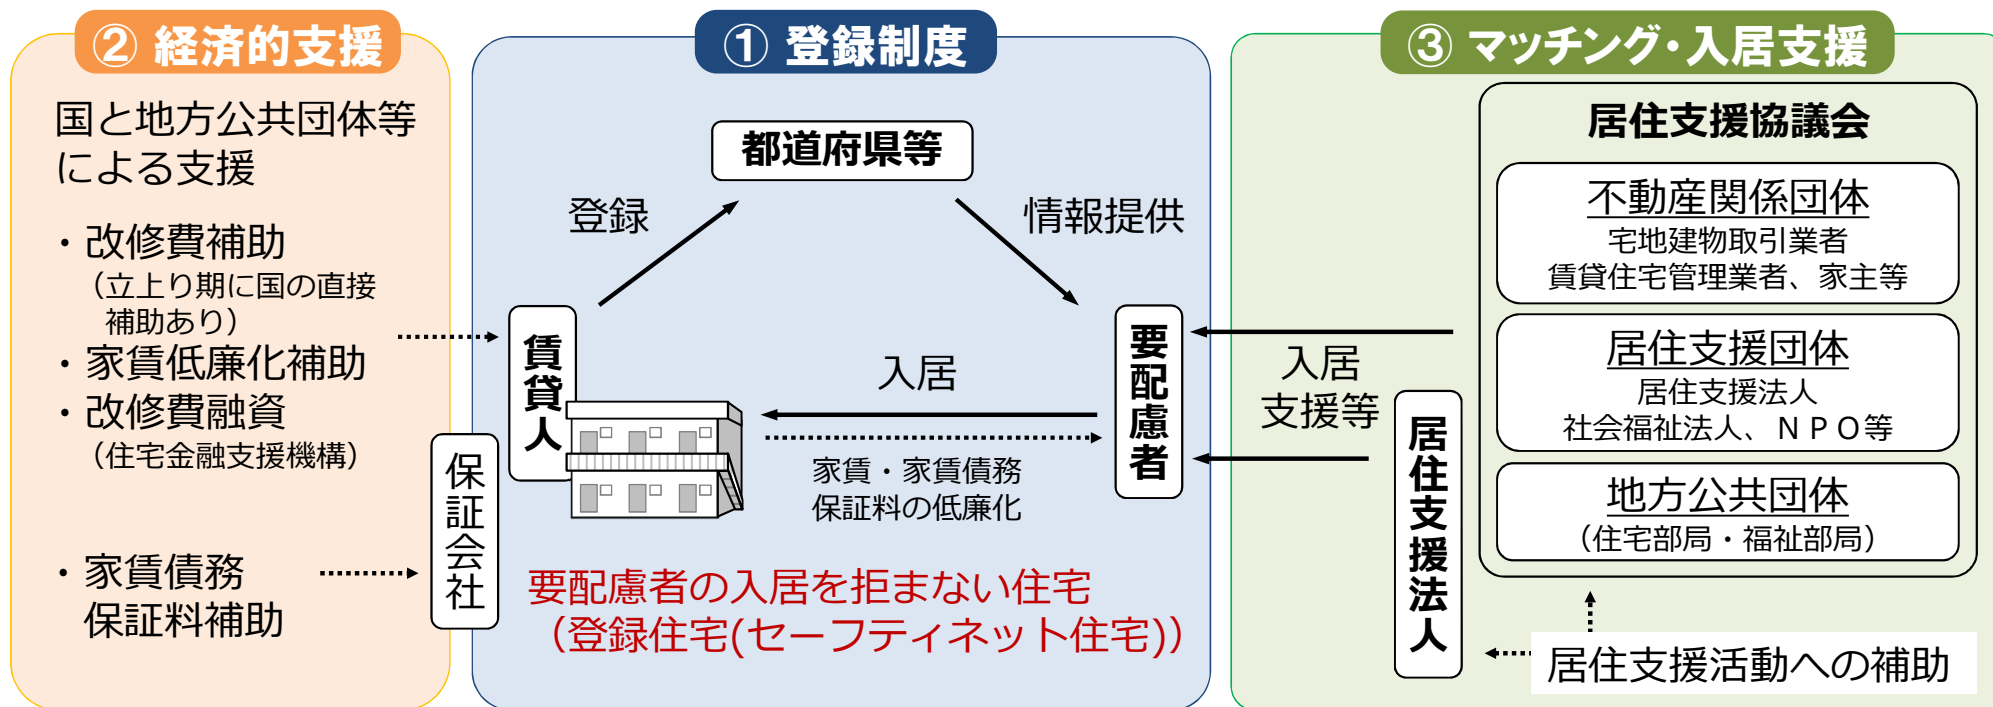 ② 経済的支援
国と地方公共団体等
による支援
・改修費補助
（立上り期に国の直接
補助あり）
・家賃低廉化補助
・改修費融資
（住宅金融支援機構）
・家賃債務
保証料補助
保証会社
① 登録制度
都道府県等
登録
情報提供
賃貸人
要配慮者
入居
家賃・家賃債務
保証料の低廉化
要配慮者の入居を拒まない住宅
（登録住宅(セーフティネット住宅)）
③ マッチング・入居支援
居住支援協議会
不動産関係団体
宅地建物取引業者
賃貸住宅管理業者、家主等
居住支援団体
居住支援法人
社会福祉法人、ＮＰＯ等
地方公共団体
（住宅部局・福祉部局）
入居
支援等
居住支援法人
居住支援活動への補助